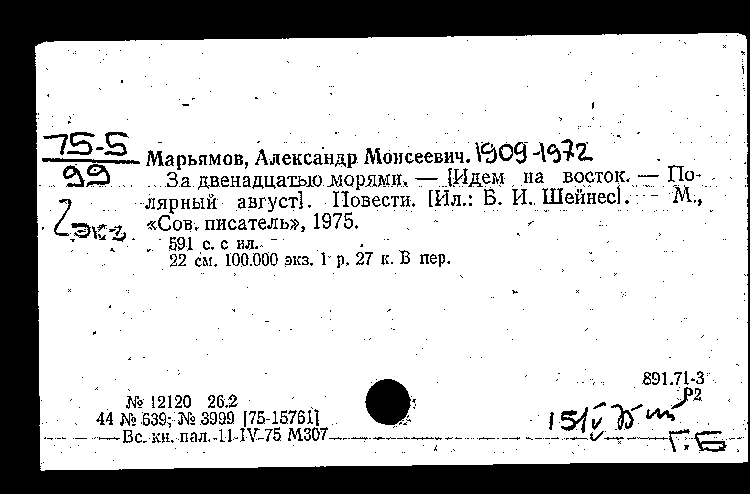 75-5
99
2 экз
Марьямов, Александр Моисеевич. 1909-1972
За двенадцатью морями. — [Идем на восток. — По-
лярный август]. Повести. [Ил.: В. И. Шейнес]. — М.,
«Сов. писатель», 1975.
591 с. с ил.
22 см. 100.000 экз. 1 р. 27 к. В пер.
891.71-3
Р2
№ 12120 26.2
44 № 539; № 3999 [75-15761]
Вс. кн. пал. 11-IV-75 М307
Г.Б